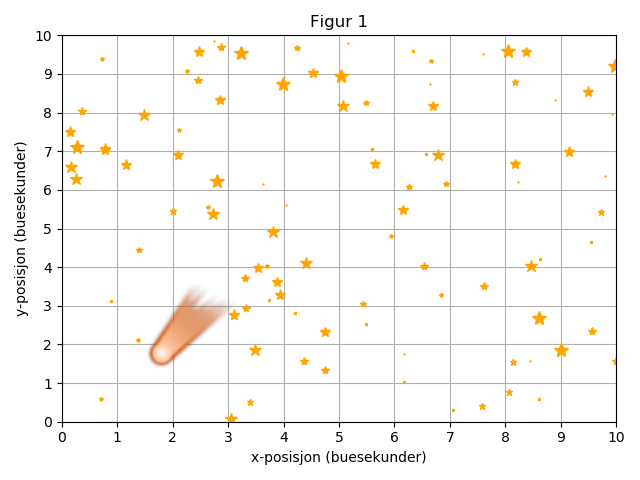 Figur 1
y-posisjon (buesekunder)
10
9
8
7
6
5
4
3
2
1
0
0 1 2 3 4 5 6 7 8 9 10
x-posisjon (buesekunder)